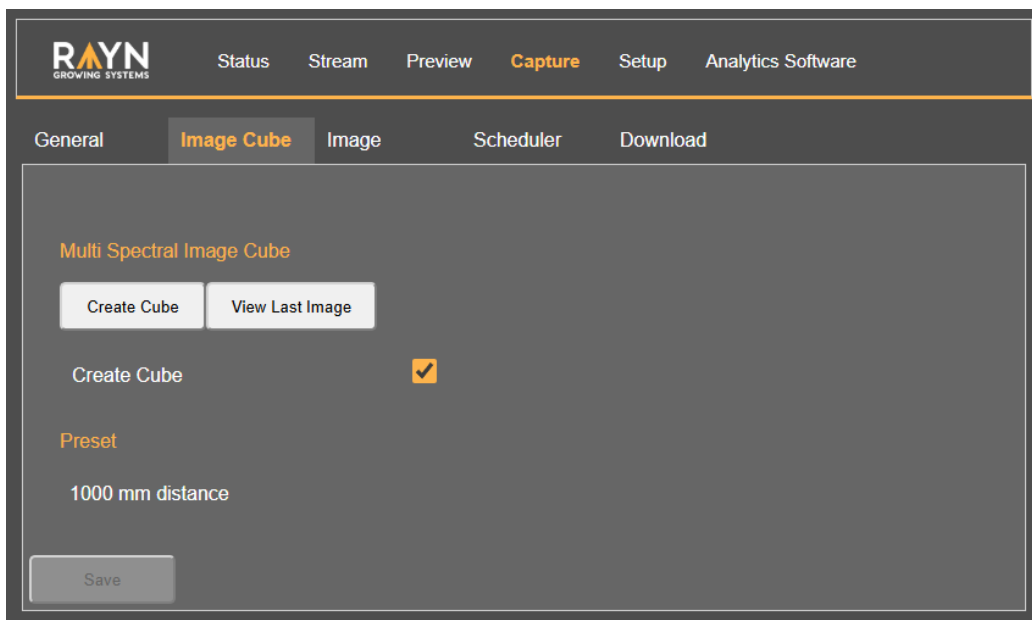 RAYN
GROWING SYSTEMS
Status Stream Preview Capture Setup Analytics Software
General Image Cube Image Scheduler Download
Multi Spectral Image Cube
Create Cube View Last Image
Create Cube
Preset
1000 mm distance
Save